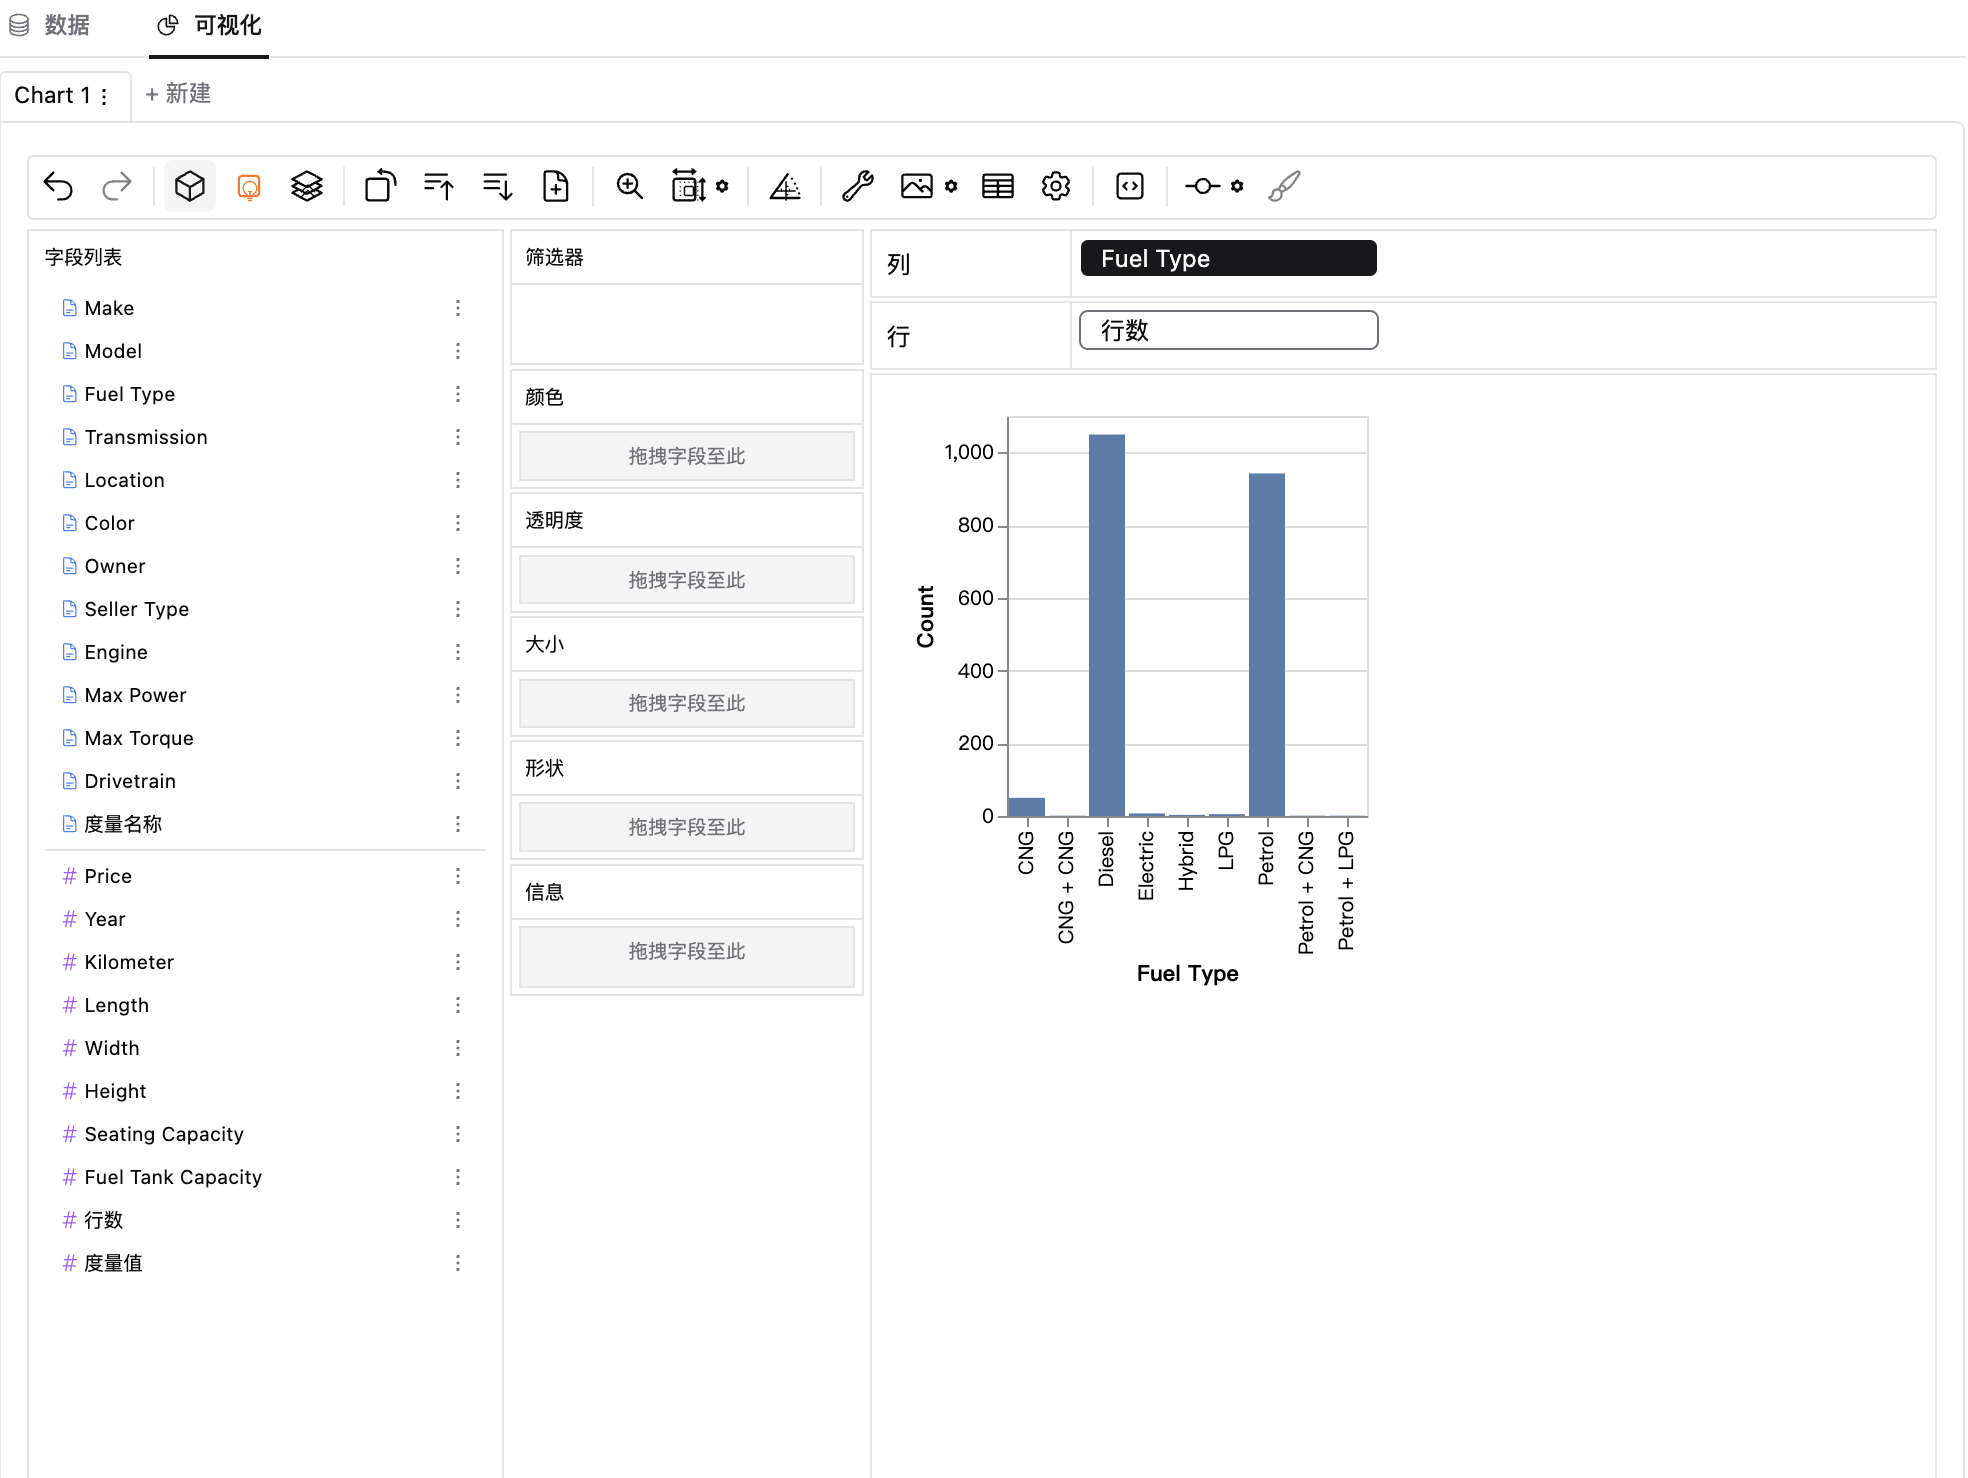 数据
可视化
Chart 1
+ 新建
字段列表
Make
Model
Fuel Type
Transmission
Location
Color
Owner
Seller Type
Engine
Max Power
Max Torque
Drivetrain
度量名称
# Price
# Year
# Kilometer
# Length
# Width
# Height
# Seating Capacity
# Fuel Tank Capacity
# 行数
# 度量值
筛选器
颜色
拖拽字段至此
透明度
拖拽字段至此
大小
拖拽字段至此
形状
拖拽字段至此
信息
拖拽字段至此
列
Fuel Type
行
行数
Count
1,000
800
600
400
200
0
CNG
CNG + CNG
Diesel
Electric
Hybrid
LPG
Petrol
Petrol + CNG
Petrol + LPG
Fuel Type